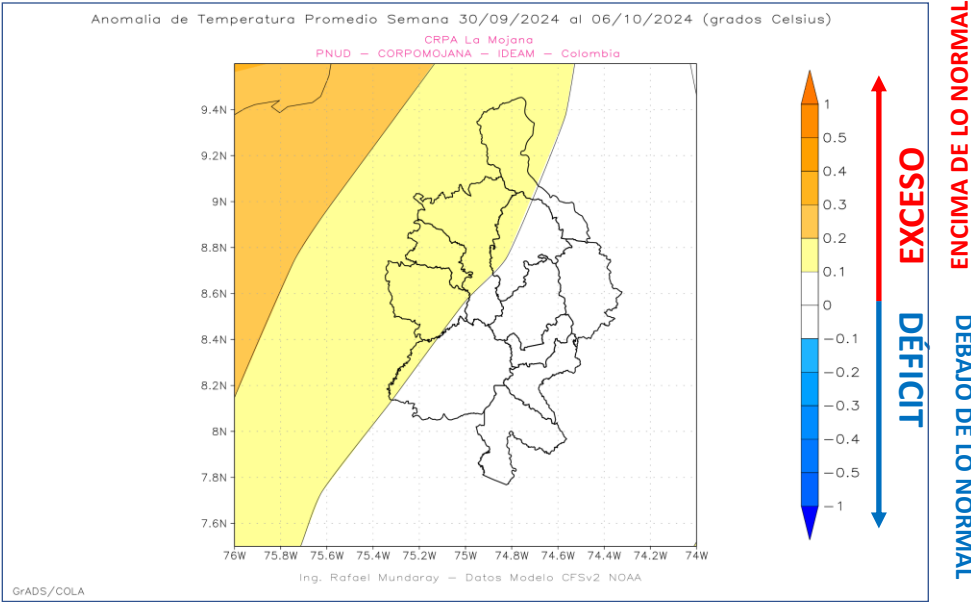 Anomalia de Temperatura Promedio Semana 30/09/2024 al 06/10/2024 (grados Celsius)
CRPA La Mojana
PNUD – CORPOMOJANA – IDEAM – Colombia
9.4N
9.2N
9N
8.8N
8.6N
8.4N
8.2N
8N
7.8N
7.6N
76W 75.8W 75.6W 75.4W 75.2W 75W 74.8W 74.6W 74.4W 74.2W 74W
1
0.5
0.4
0.3
0.2
0.1
0
−0.1
−0.2
−0.3
−0.4
−0.5
−1
EXCESO
DÉFICIT
ENCIMA DE LO NORMAL
DEBAJO DE LO NORMAL
Ing. Rafael Mundaray – Datos Modelo CFSv2 NOAA
GrADS/COLA